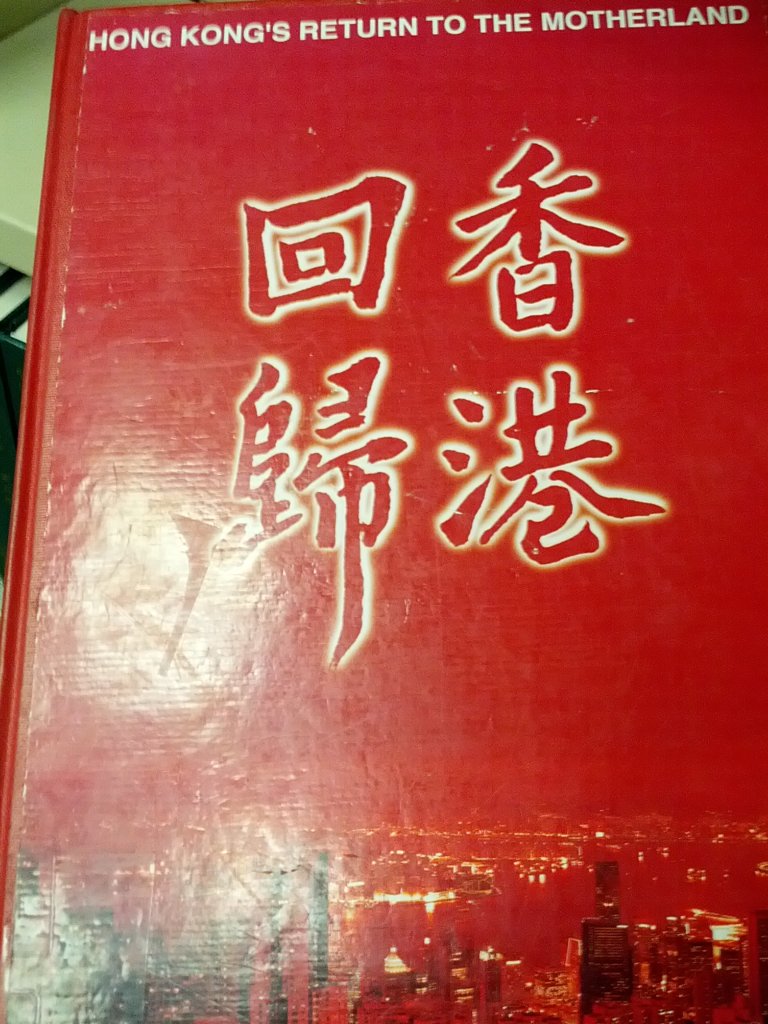 HONG KONG'S RETURN TO THE MOTHERLAND
香港
回歸